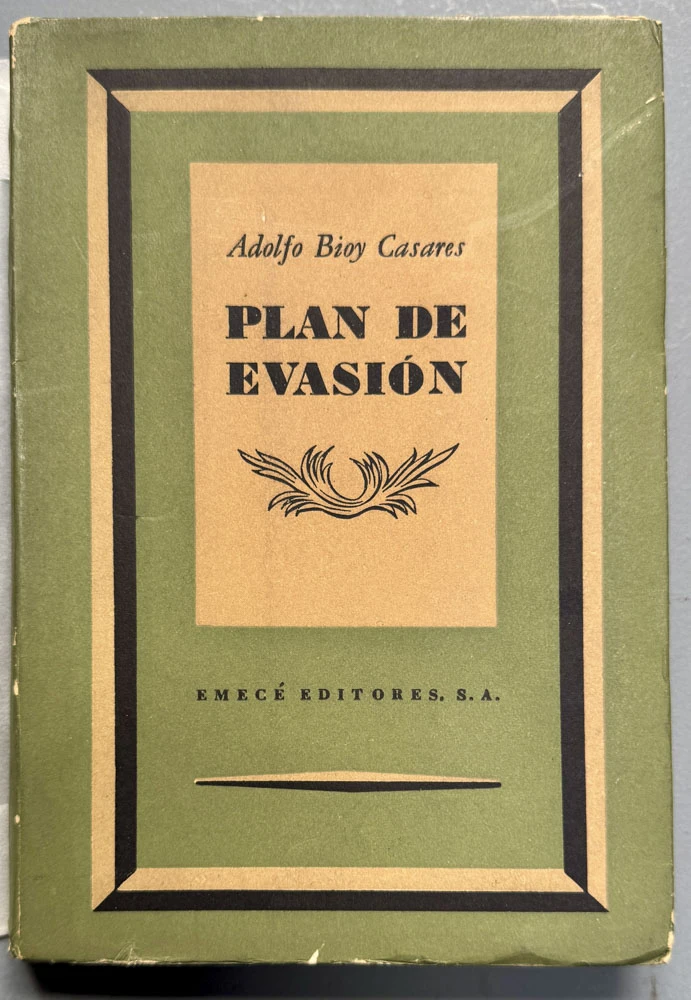 Adolfo Bioy Casares
PLAN DE
EVASIÓN
EMECÉ EDITORES, S. A.